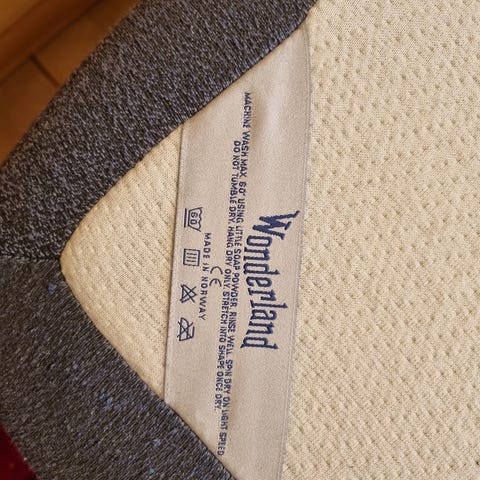 Wonderland
MACHINE WASH MAX. 60° USING LITTLE SOAP POWDER. RINSE WELL. SPIN DRY ON LIGHT SPEED
DO NOT TUMBLE DRY. HANG DRY ONLY. STRETCH INTO SHAPE ONCE DRY.
CE
MADE IN NORWAY
60°